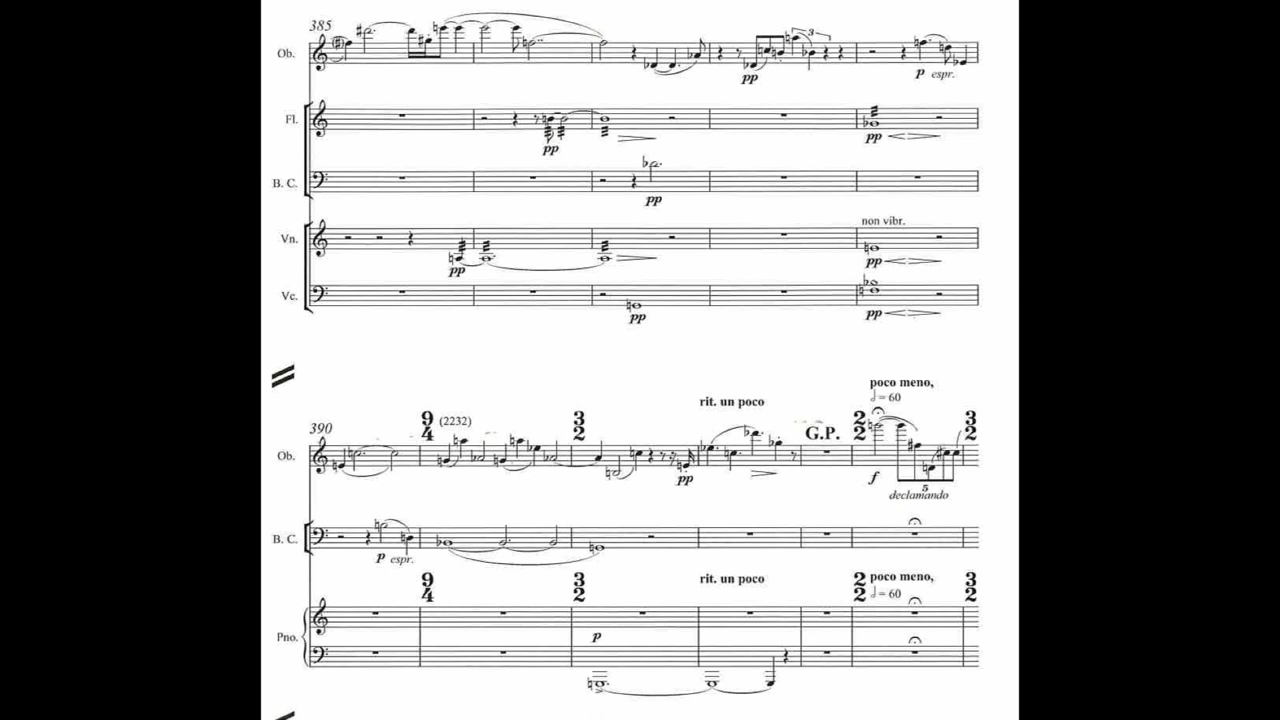 385
Ob.
3
pp
p espr.
Fl.
pp
pp
B. C.
pp
non vibr.
Vn.
pp
pp
Vc.
pp
pp
poco meno,
= 60
rit. un poco
390
9
4
(2232)
3
2
G.P.
2
2
3
2
Ob.
pp
f
5
declamando
B. C.
p espr.
9
4
3
2
rit. un poco
2
2
poco meno,
= 60
3
2
Pno.
p